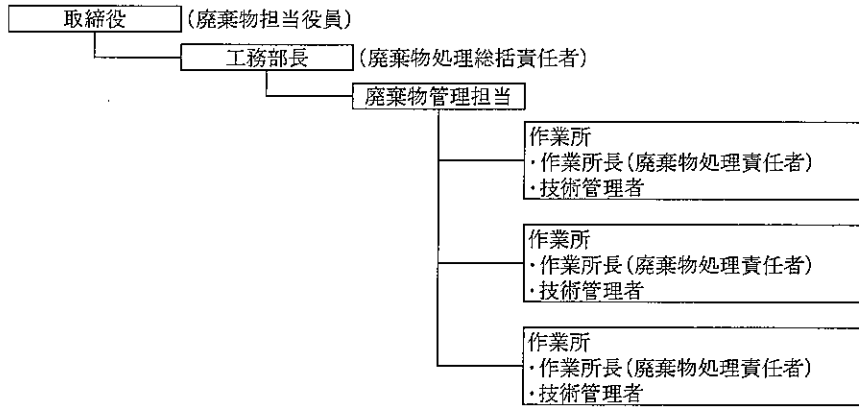 取締役 (廃棄物担当役員)
工務部長 (廃棄物処理総括責任者)
廃棄物管理担当
作業所
・作業所長(廃棄物処理責任者)
・技術管理者
作業所
・作業所長(廃棄物処理責任者)
・技術管理者
作業所
・作業所長(廃棄物処理責任者)
・技術管理者